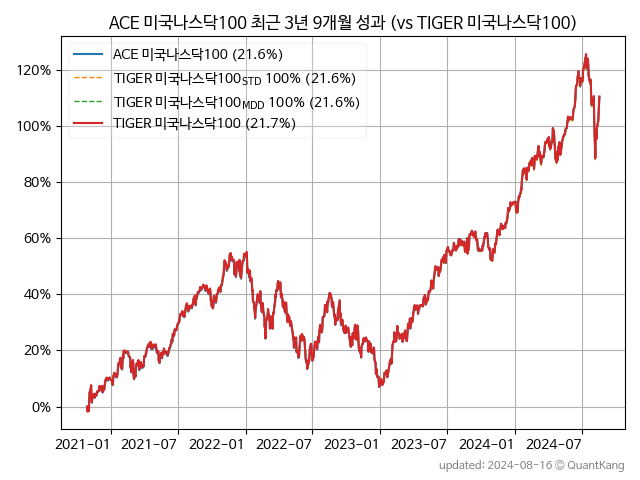 ACE 미국나스닥100 최근 3년 9개월 성과 (vs TIGER 미국나스닥100)
ACE 미국나스닥100 (21.6%)
TIGER 미국나스닥100STD 100% (21.6%)
TIGER 미국나스닥100MDD 100% (21.6%)
TIGER 미국나스닥100 (21.7%)
120%
100%
80%
60%
40%
20%
0%
2021-01 2021-07 2022-01 2022-07 2023-01 2023-07 2024-01 2024-07
updated: 2024-08-16 © QuantKang